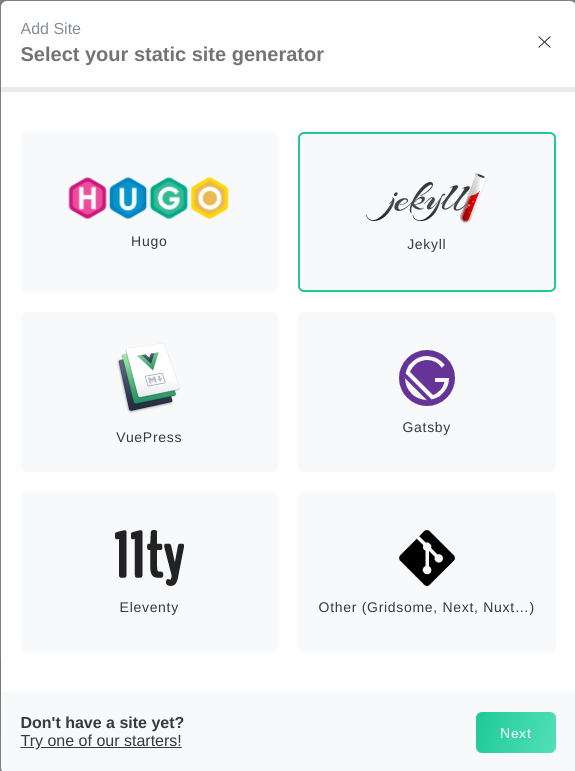 Add Site
Select your static site generator
HUGO
Hugo
jekyll
Jekyll
M
VuePress
G
Gatsby
11ty
Eleventy
Other (Gridsome, Next, Nuxt...)
Don't have a site yet?
Try one of our starters!
Next